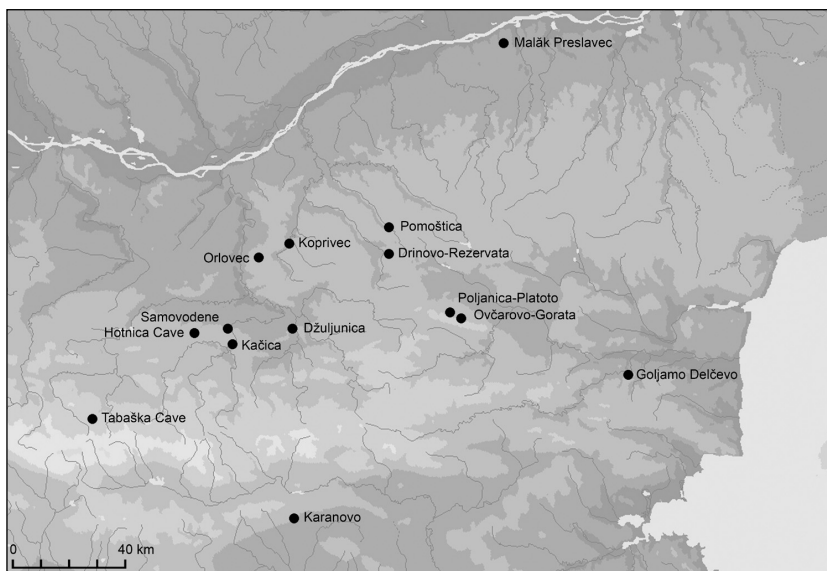 Malăk Preslavec
Pomoštica
Koprivec
Drinovo-Rezervata
Orlovec
Poljanica-Platoto
Samovodene
Ovčarovo-Gorata
Hotnica Cave
Džuljunica
Kačica
Goljamo Delčevo
Tabaška Cave
Karanovo
0 40 km